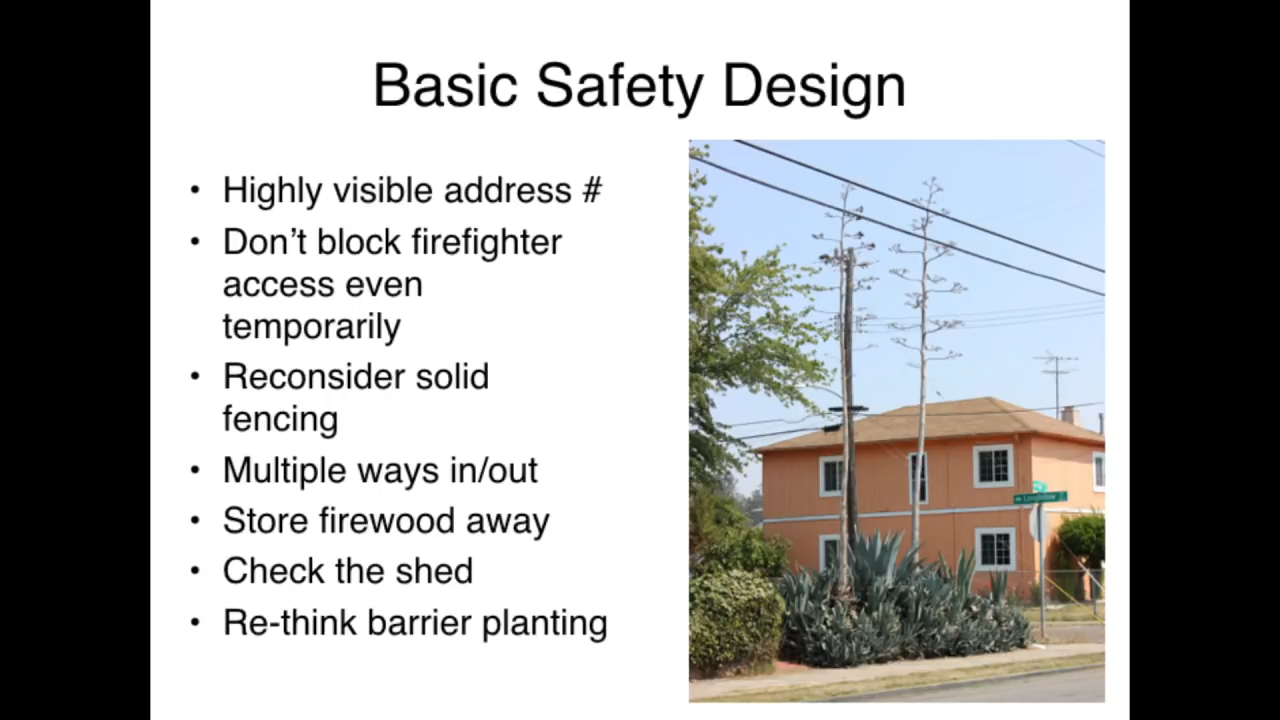 Basic Safety Design
• Highly visible address #
• Don’t block firefighter
access even
temporarily
• Reconsider solid
fencing
• Multiple ways in/out
• Store firewood away
• Check the shed
• Re-think barrier planting